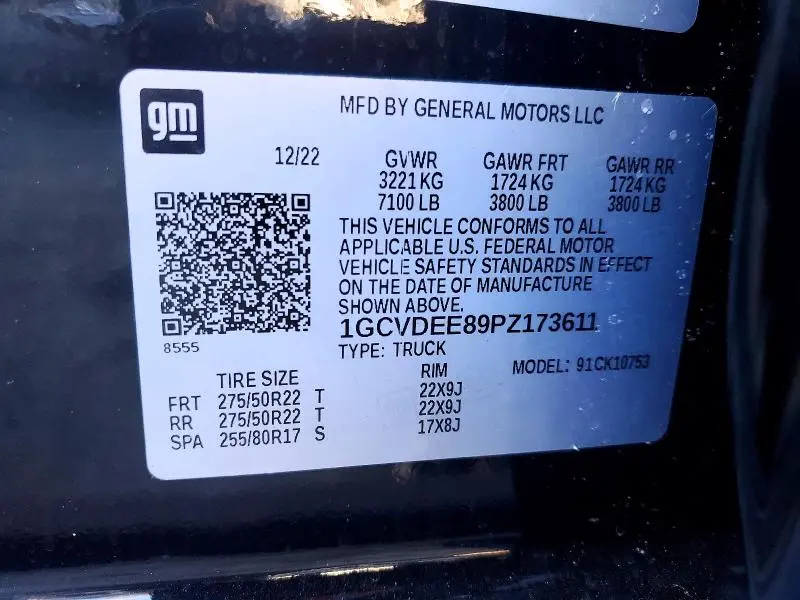 gm
MFD BY GENERAL MOTORS LLC
12/22 GVWR GAWR FRT GAWR RR
3221 KG 1724 KG 1724 KG
7100 LB 3800 LB 3800 LB
THIS VEHICLE CONFORMS TO ALL
APPLICABLE U.S. FEDERAL MOTOR
VEHICLE SAFETY STANDARDS IN EFFECT
ON THE DATE OF MANUFACTURE
SHOWN ABOVE.
1GCVDEE89PZ173611
8555
TYPE: TRUCK MODEL: 91 CK10753
TIRE SIZE RIM
FRT 275/50R22 T 22X9J
RR 275/50R22 T 22X9J
SPA 255/80R17 S 17X8J